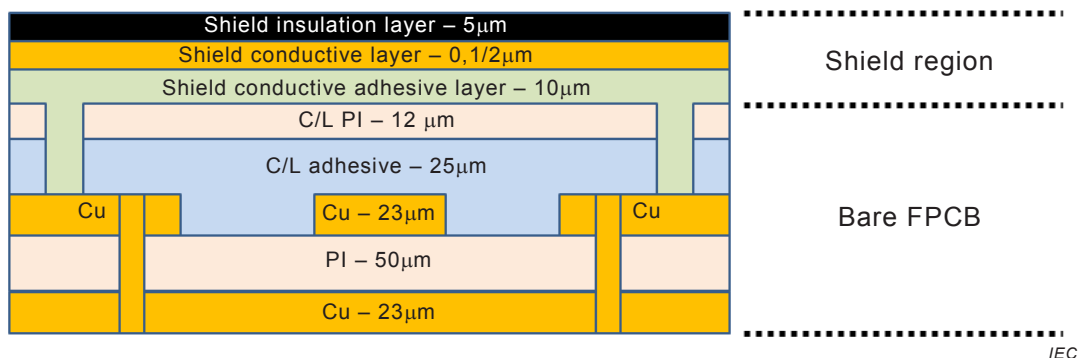 Shield insulation layer – 5μm
Shield conductive layer – 0,1/2μm
Shield region
Shield conductive adhesive layer – 10μm
C/L PI – 12 μm
C/L adhesive – 25μm
Cu
Cu – 23μm
Cu
Bare FPCB
PI – 50μm
Cu – 23μm
IEC